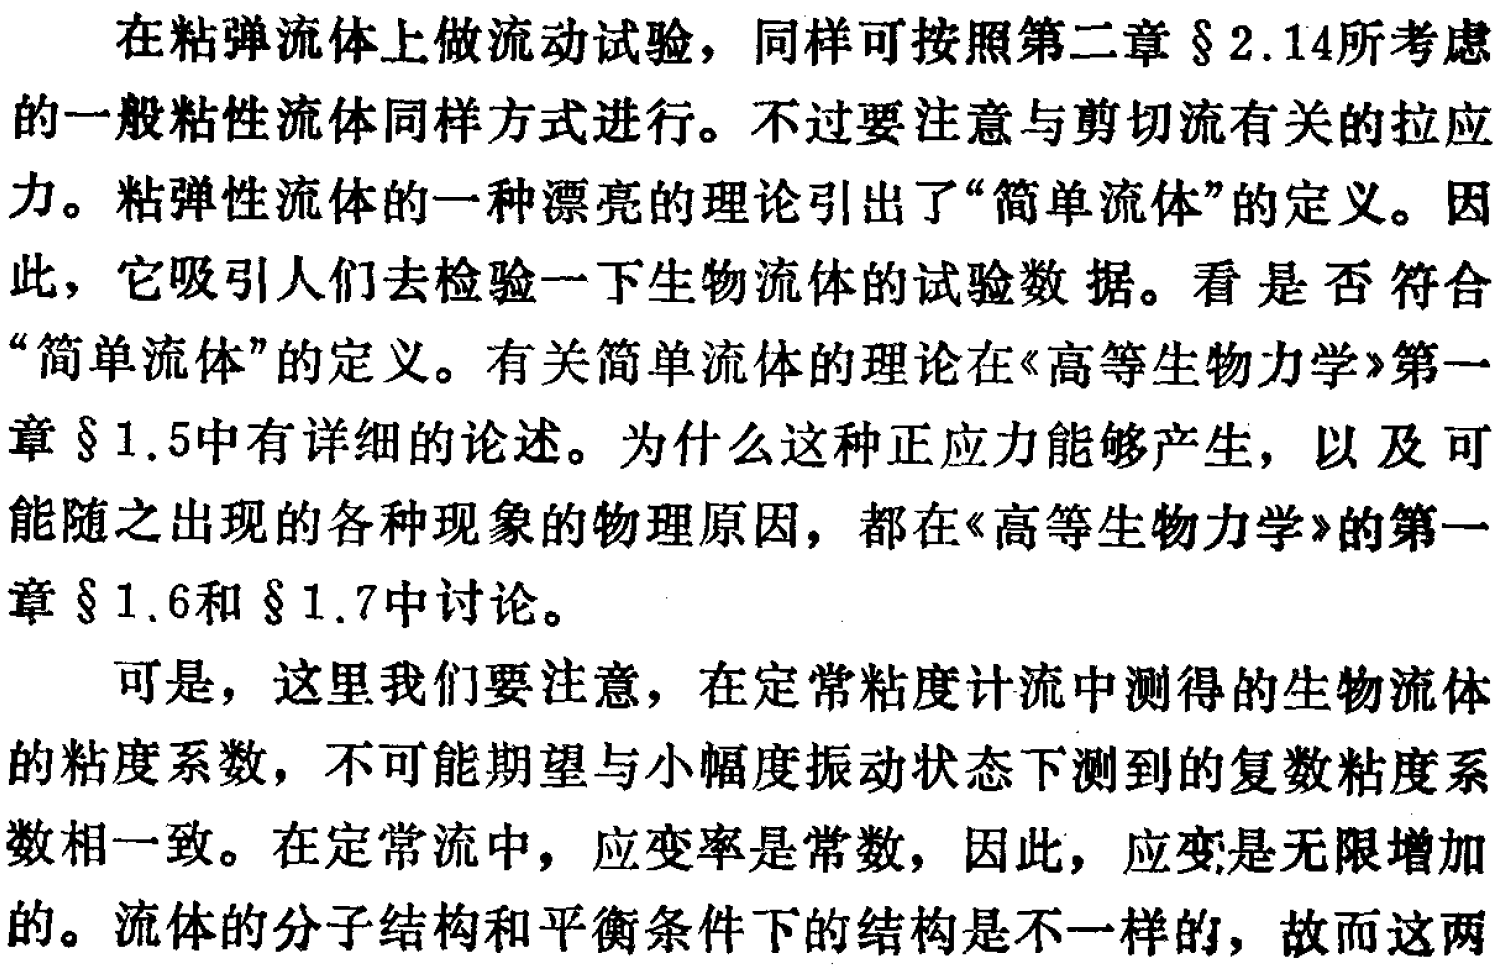 在粘弹流体上做流动试验，同样可按照第二章§2.14所考虑
的一般粘性流体同样方式进行。不过要注意与剪切流有关的拉应
力。粘弹性流体的一种漂亮的理论引出了“简单流体”的定义。因
此，它吸引人们去检验一下生物流体的试验数据。看是否符合
“简单流体”的定义。有关简单流体的理论在《高等生物力学》第一
章§1.5中有详细的论述。为什么这种正应力能够产生，以及可
能随之出现的各种现象的物理原因，都在《高等生物力学》的第一
章§1.6和§1.7中讨论。
可是，这里我们要注意，在定常粘度计流中测得的生物流体
的粘度系数，不可能期望与小幅度振动状态下测到的复数粘度系
数相一致。在定常流中，应变率是常数，因此，应变是无限增加
的。流体的分子结构和平衡条件下的结构是不一样的，故而这两